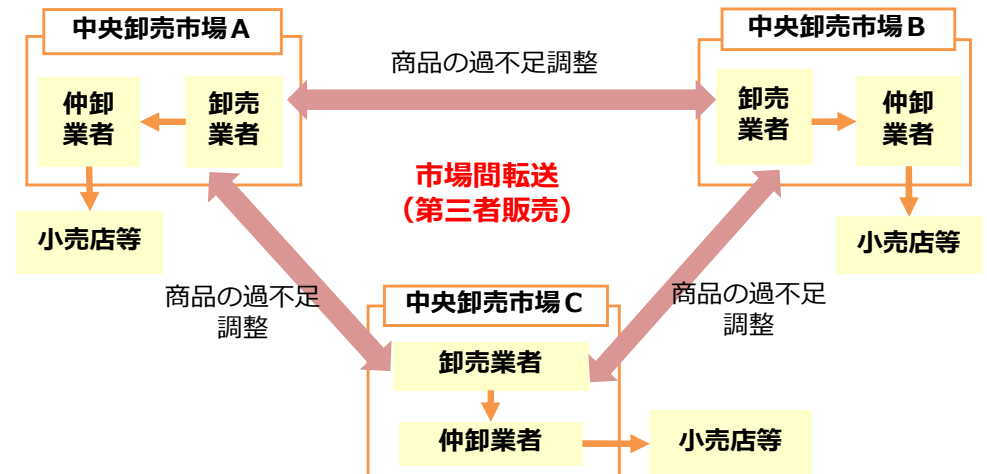 中央卸売市場A
中央卸売市場B
商品の過不足調整
仲卸
業者
卸売
業者
卸売
業者
仲卸
業者
市場間転送
(第三者販売)
小売店等
小売店等
商品の過不足
調整
商品の過不足
調整
中央卸売市場C
卸売業者
仲卸業者
小売店等